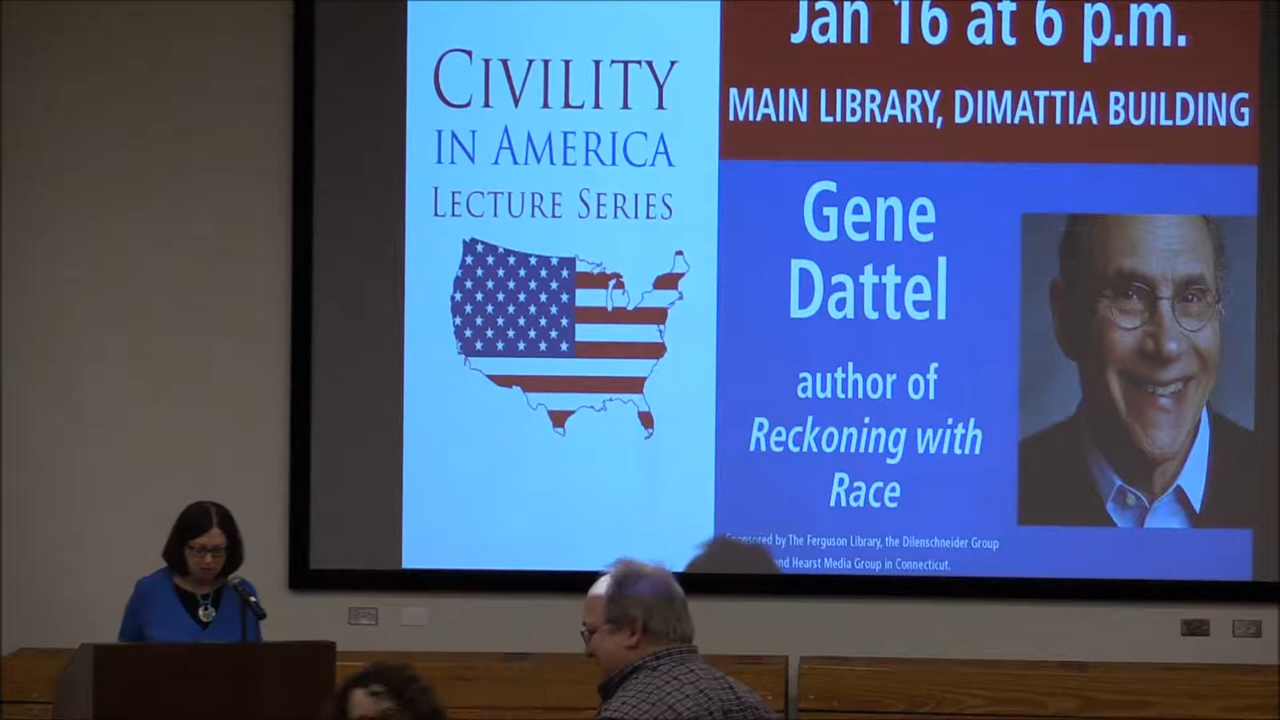 CIVILITY
IN AMERICA
LECTURE SERIES
Jan 16 at 6 p.m.
MAIN LIBRARY, DIMATTIA BUILDING
Gene
Dattel
author of
Reckoning with
Race
by The Ferguson Library, the Dilenschneider Group
and Hearst Media Group in Connecticut.